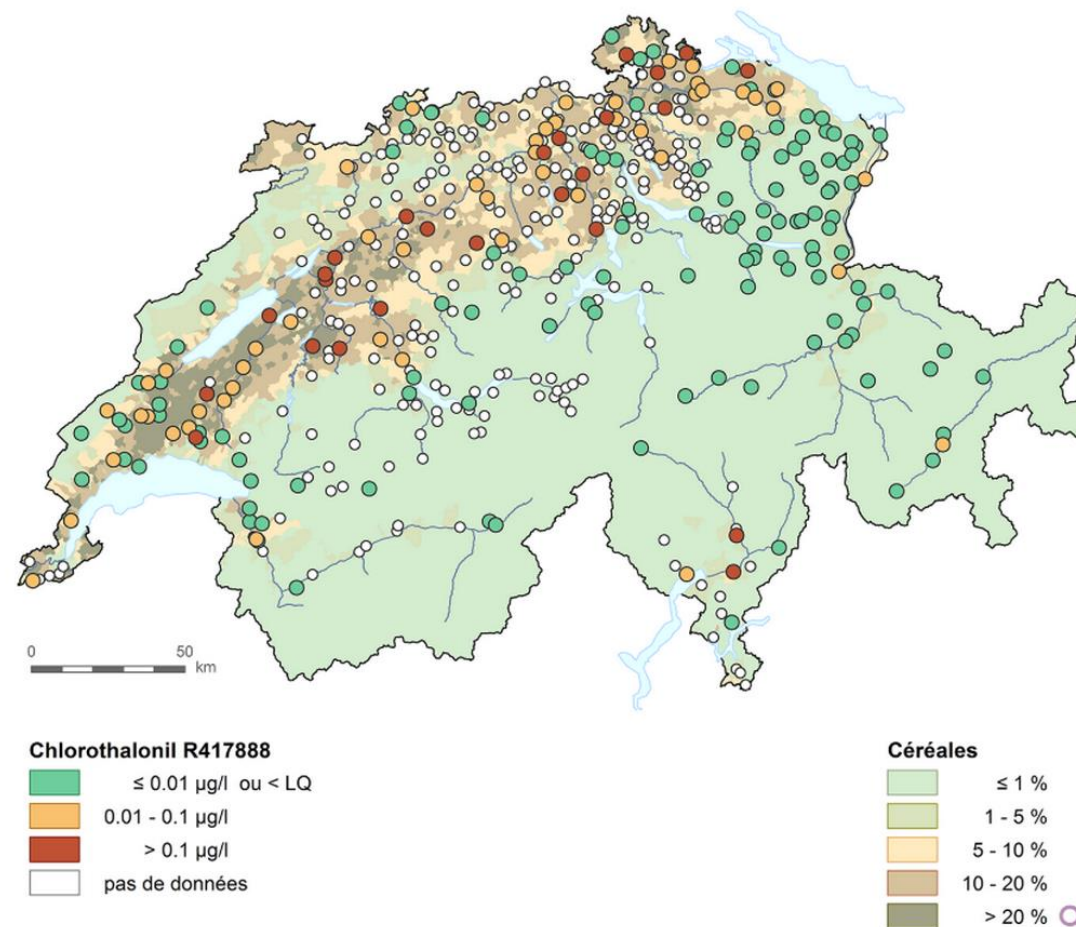 0 50
km
Chlorothalonil R417888
≤ 0.01 µg/l ou < LQ
0.01 - 0.1 µg/l
> 0.1 µg/l
pas de données
Céréales
≤ 1 %
1 - 5 %
5 - 10 %
10 - 20 %
> 20 %